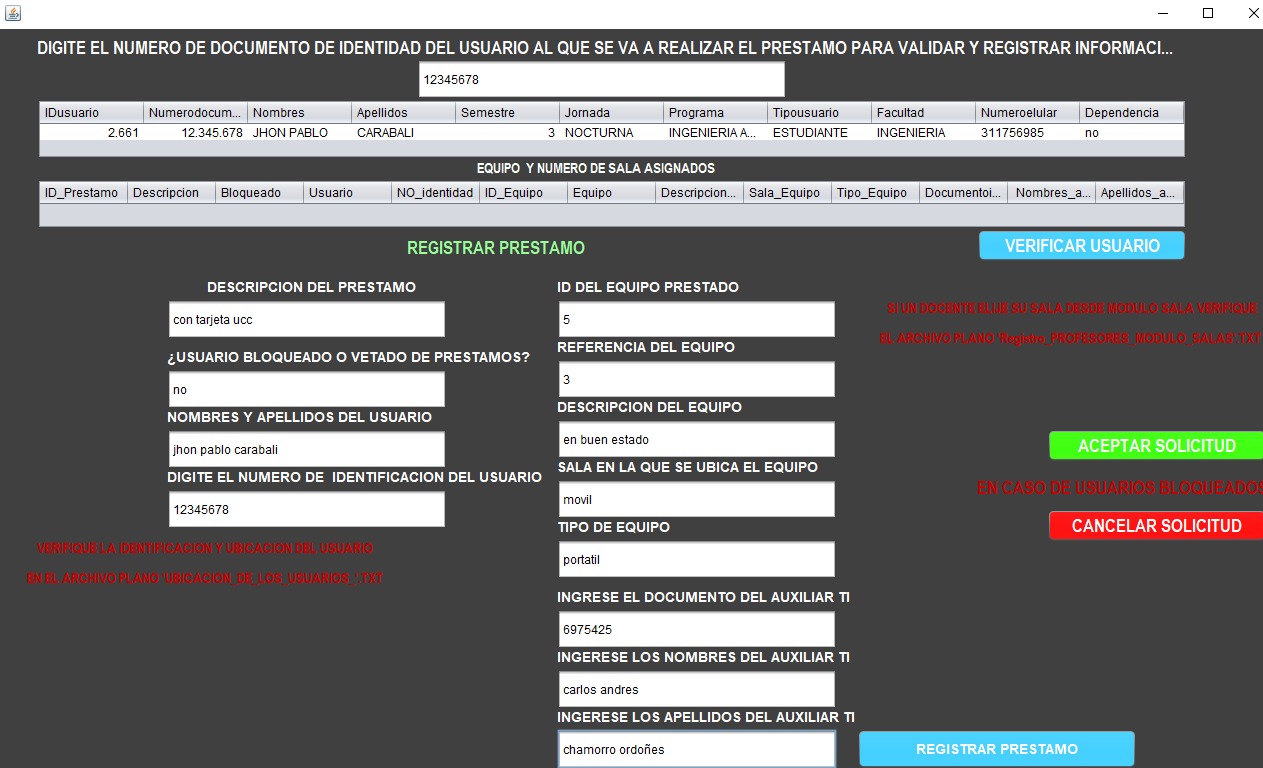 DIGITE EL NUMERO DE DOCUMENTO DE IDENTIDAD DEL USUARIO AL QUE SE VA A REALIZAR EL PRESTAMO PARA VALIDAR Y REGISTRAR INFORMACI...
12345678
IDusuario Numerodocum... Nombres Apellidos Semestre Jornada Programa Tipousuario Facultad Numeroelular Dependencia
2.661 12.345.678 JHON PABLO CARABALI 3 NOCTURNA INGENIERIA A... ESTUDIANTE INGENIERIA 311756985 no
EQUIPO Y NUMERO DE SALA ASIGNADOS
ID_Prestamo Descripcion Bloqueado Usuario NO_identidad ID_Equipo Equipo Descripcion... Sala_Equipo Tipo_Equipo Documentoi... Nombres_a... Apellidos_a...
REGISTRAR PRESTAMO
VERIFICAR USUARIO
DESCRIPCION DEL PRESTAMO
con tarjeta ucc
¿USUARIO BLOQUEADO O VETADO DE PRESTAMOS?
no
NOMBRES Y APELLIDOS DEL USUARIO
jhon pablo carabali
DIGITE EL NUMERO DE IDENTIFICACION DEL USUARIO
12345678
VERIFIQUE LA IDENTIFICACION Y UBICACION DEL USUARIO
EN EL ARCHIVO PLANO 'UBICACION_DE_LOS_USUARIOS_'.TXT
ID DEL EQUIPO PRESTADO
5
REFERENCIA DEL EQUIPO
3
DESCRIPCION DEL EQUIPO
en buen estado
SALA EN LA QUE SE UBICA EL EQUIPO
movil
TIPO DE EQUIPO
portatil
INGRESE EL DOCUMENTO DEL AUXILIAR TI
6975425
INGERESE LOS NOMBRES DEL AUXILIAR TI
carlos andres
INGERESE LOS APELLIDOS DEL AUXILIAR TI
chamorro ordoñes
SI UN DOCENTE ELIJE SU SALA DESDE MODULO SALA VERIFIQUE
EL ARCHIVO PLANO 'Registro_PROFESORES_MODULO_SALAS'.TXT
ACEPTAR SOLICITUD
EN CASO DE USUARIOS BLOQUEADOS
CANCELAR SOLICITUD
REGISTRAR PRESTAMO